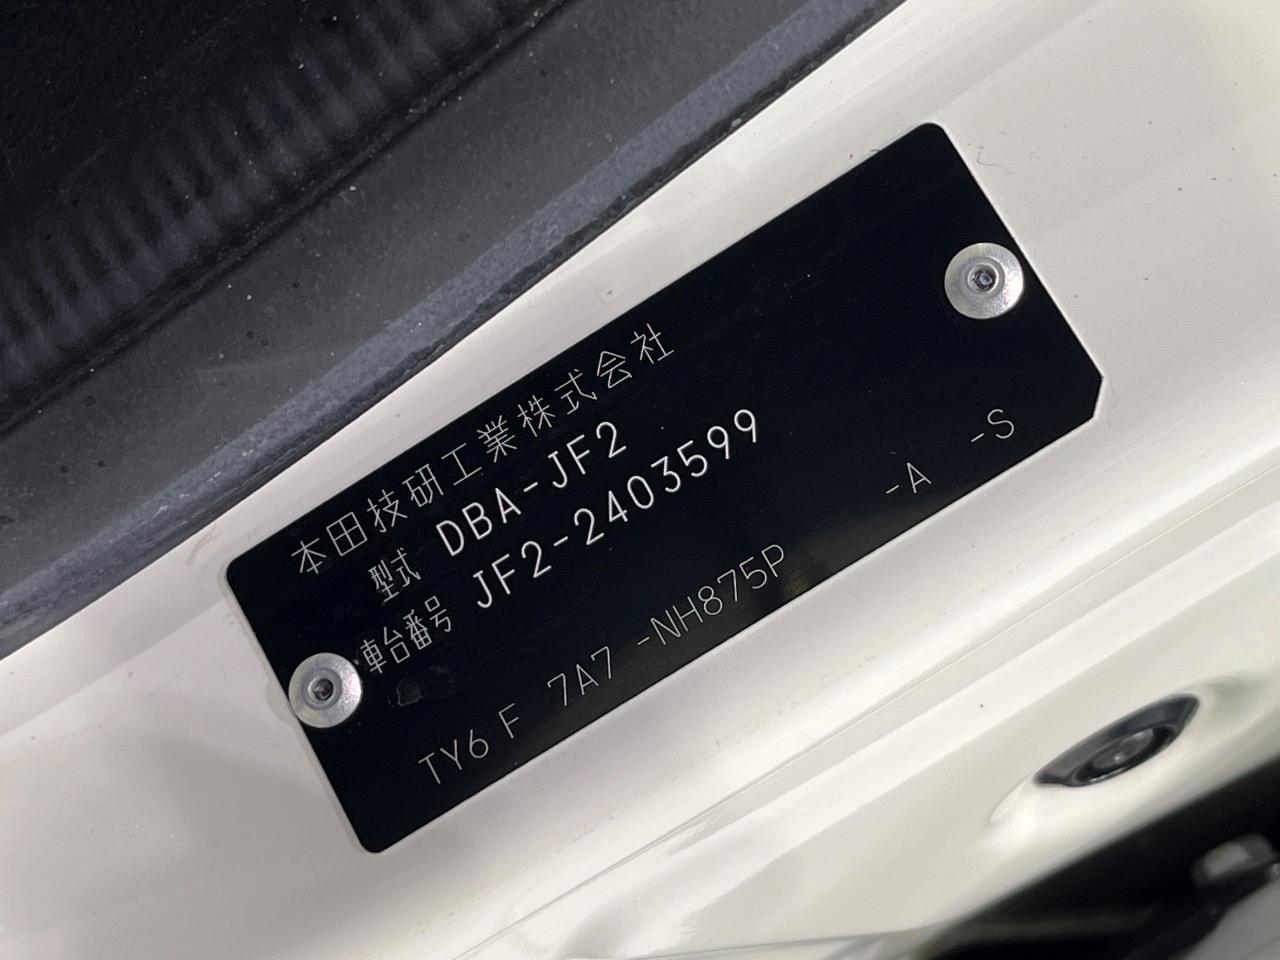 本田技研工業株式会社
型式 DBA-JF2
車台番号 JF2-2403599
TY6 F 7A7 -NH875P -A -S